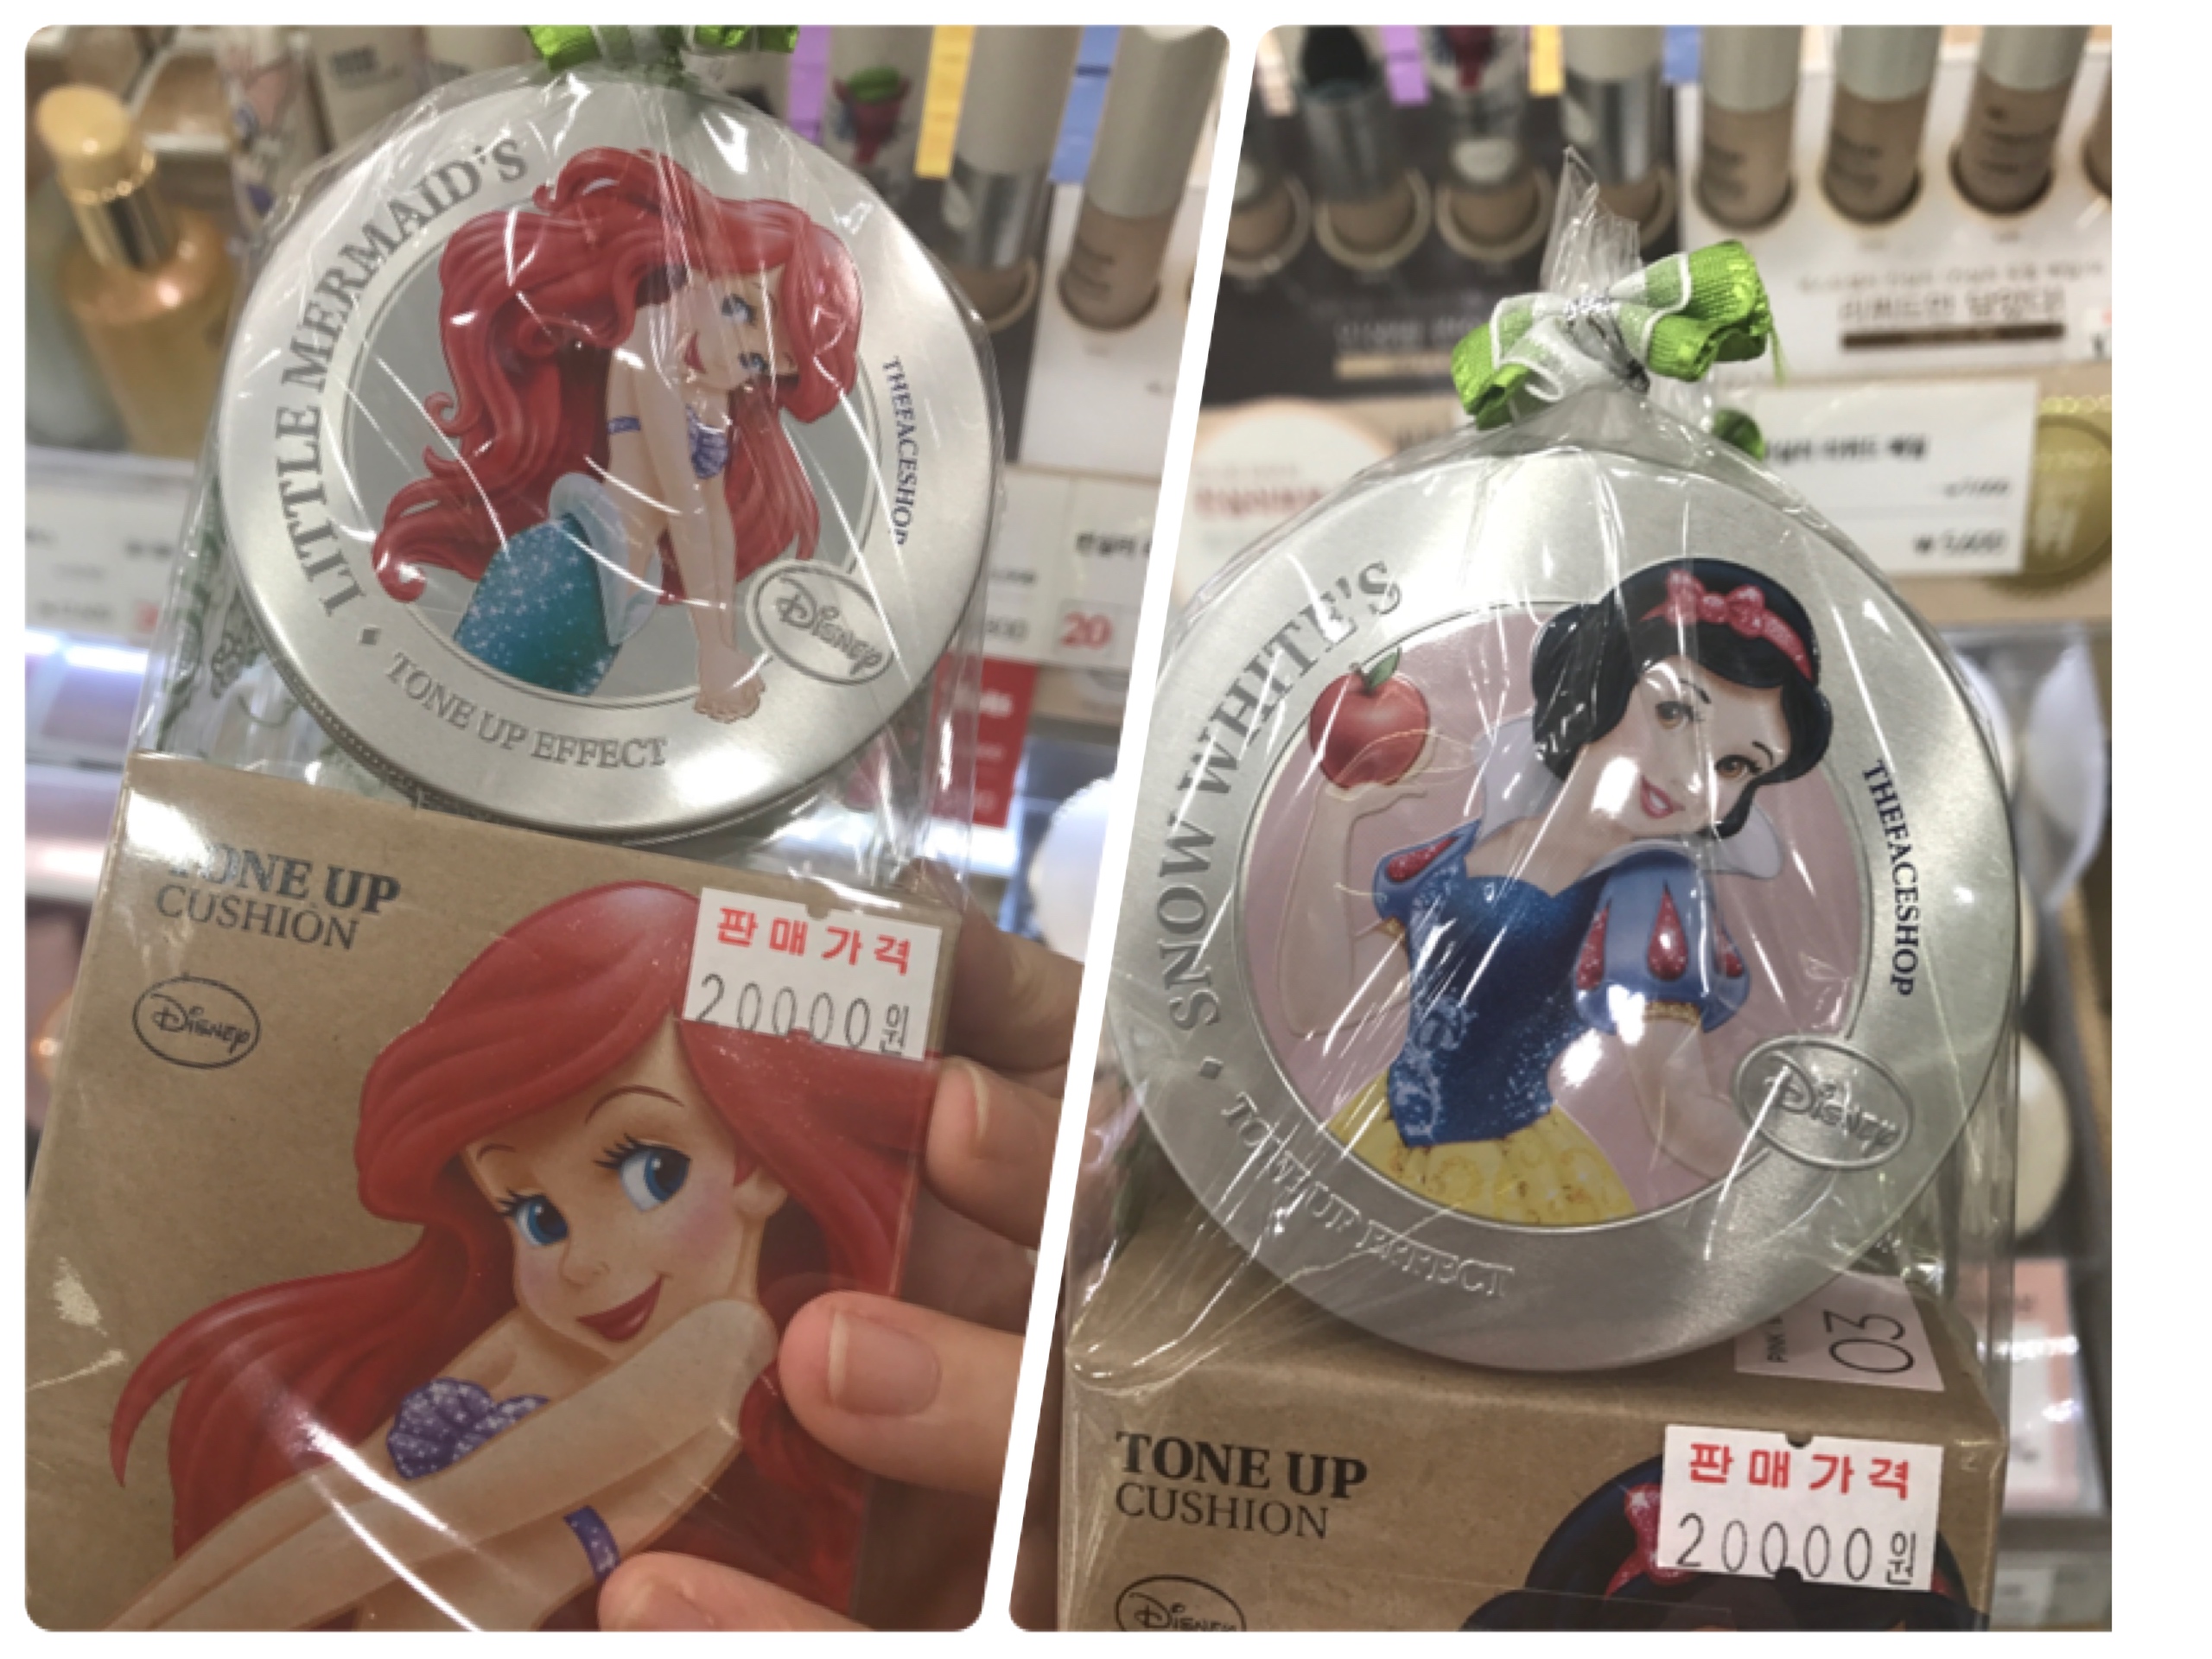 LITTLE MERMAID'S
THEFACESHOP
Disney
TONE UP EFFECT
20
TONE UP
CUSHION
판매가격
20000원
Disney
SNOW WHITE'S
THEFACESHOP
Disney
TONE UP EFFECT
03
TONE UP
CUSHION
판매가격
20000원
Disney